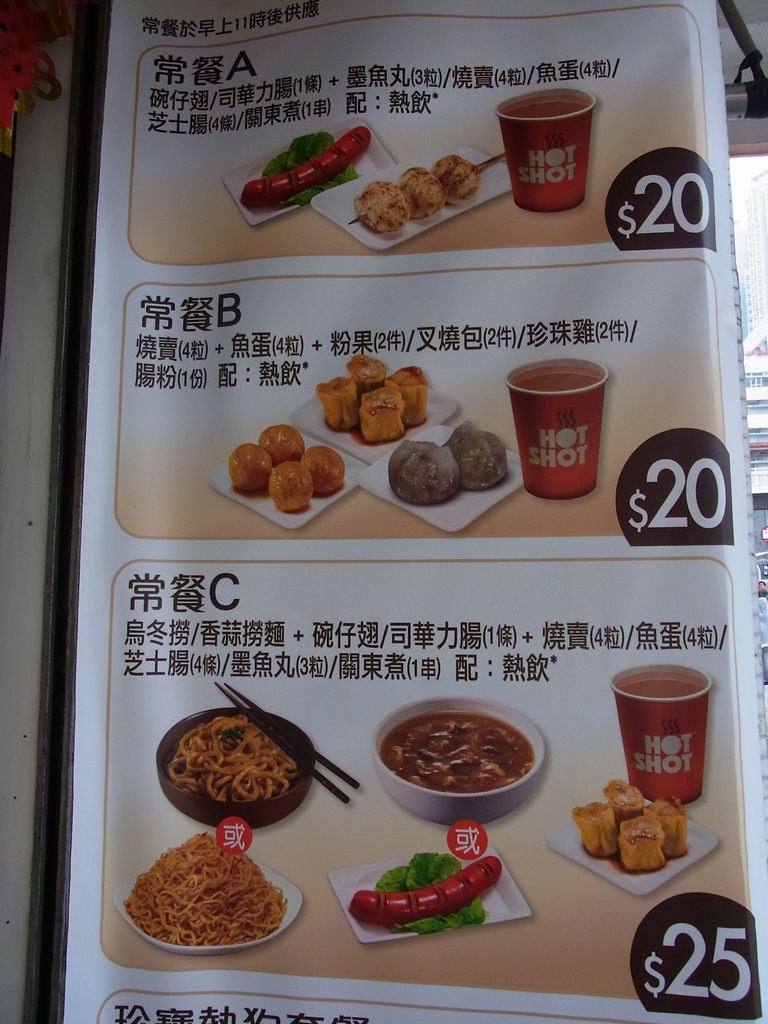 常餐於早上11時後供應
常餐A
碗仔翅/司華力腸(1條) + 墨魚丸(3粒)/燒賣(4粒)/魚蛋(4粒)/
芝士腸(4條)/關東煮(1串) 配：熱飲*
HOT
SHOT
$20
常餐B
燒賣(4粒) + 魚蛋(4粒) + 粉果(2件)/叉燒包(2件)/珍珠雞(2件)/
腸粉(1份) 配：熱飲*
HOT
SHOT
$20
常餐C
烏冬撈/香蒜撈麵 + 碗仔翅/司華力腸(1條) + 燒賣(4粒)/魚蛋(4粒)/
芝士腸(4條)/墨魚丸(3粒)/關東煮(1串) 配：熱飲*
HOT
SHOT
或
或
$25
珍寶熱狗套餐